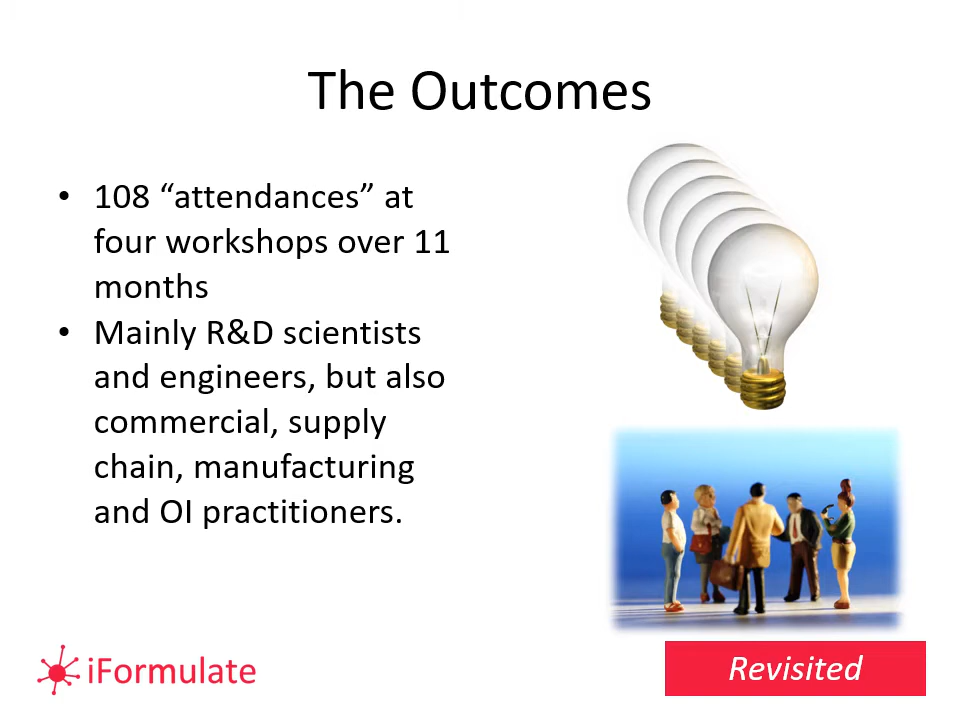 The Outcomes
• 108 “attendances” at
four workshops over 11
months
• Mainly R&D scientists
and engineers, but also
commercial, supply
chain, manufacturing
and OI practitioners.
iFormulate
Revisited